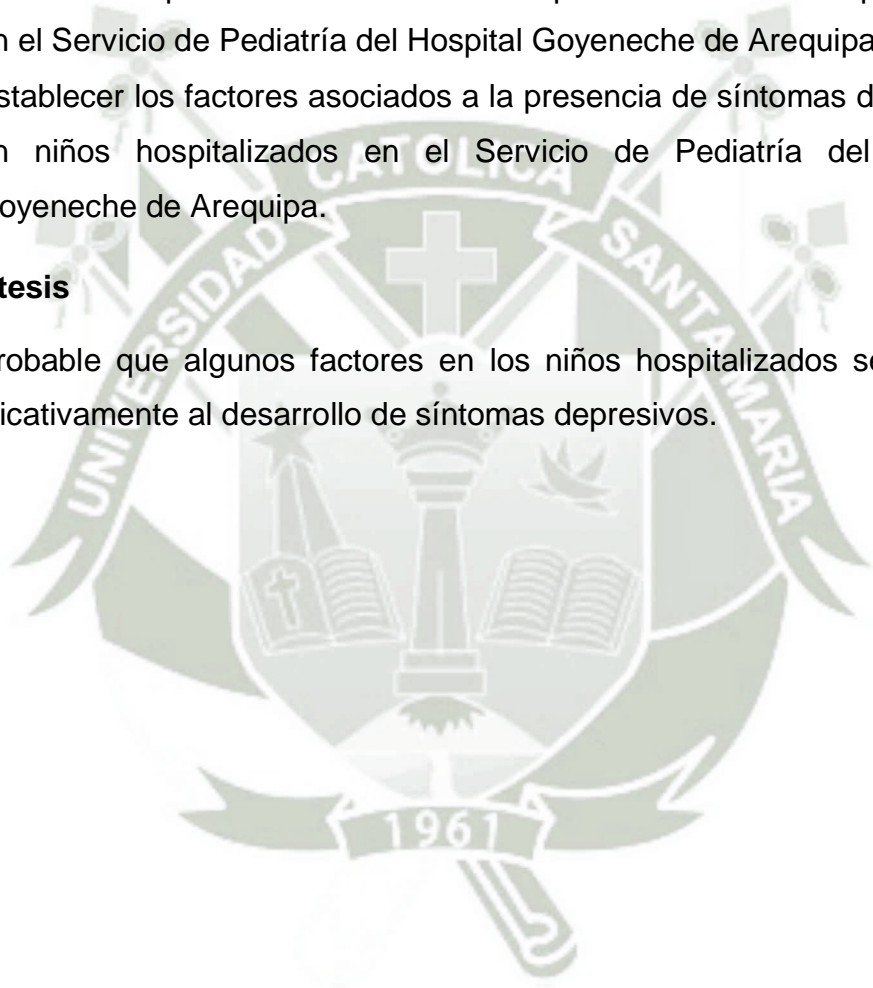 n el Servicio de Pediatría del Hospital Goyeneche de Arequipa
stablecer los factores asociados a la presencia de síntomas d
n niños hospitalizados en el Servicio de Pediatría del
oyeneche de Arequipa.
tesis
robable que algunos factores en los niños hospitalizados se
icativamente al desarrollo de síntomas depresivos.
UNIVERSIDAD CATOLICA SANTA MARIA
1961